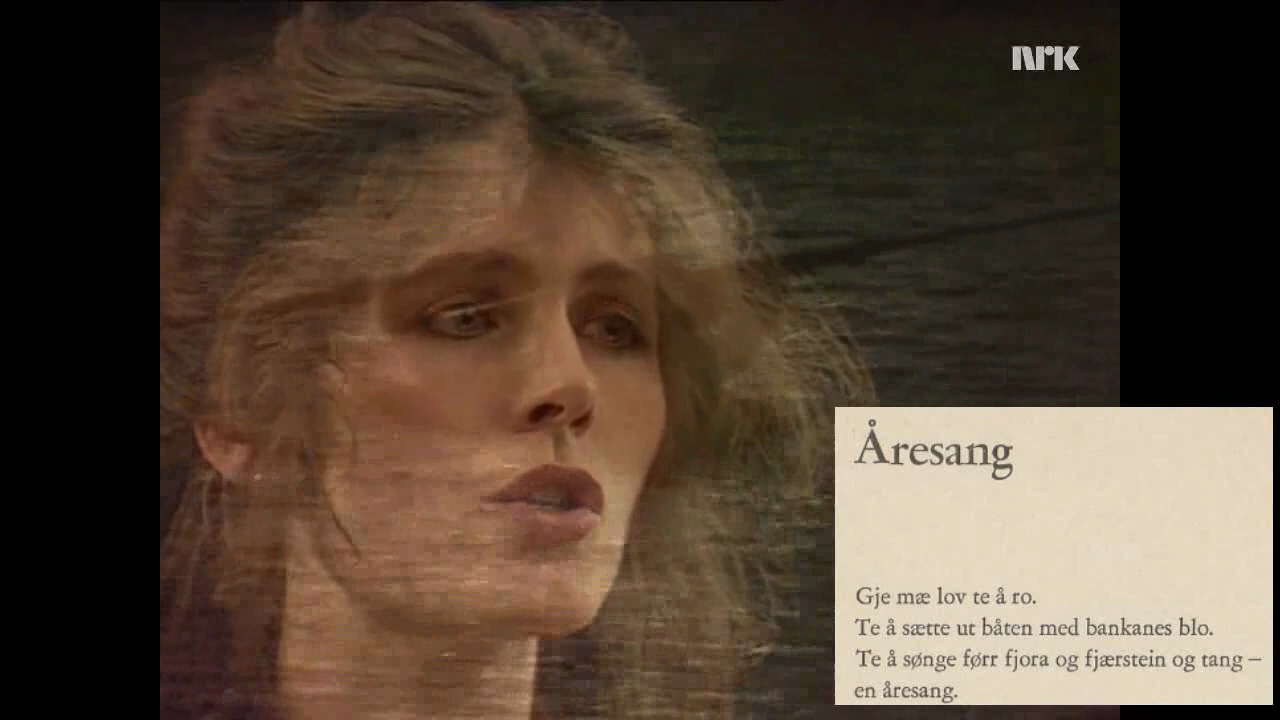 NRK
Åresang
Gje mæ lov te å ro.
Te å sætte ut båten med bankanes blo.
Te å sønge førr fjora og fjærstein og tang –
en åresang.